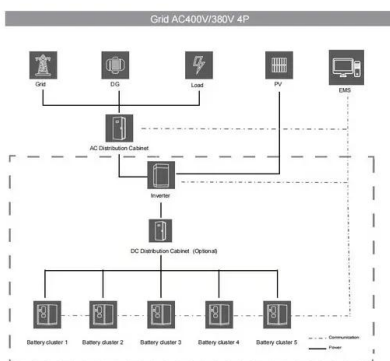 Grid AC400V/380V 4P
Grid
DG
Load
PV
EMS
AC Distribution Cabinet
Inverter
DC Distribution Cabinet (Optional)
Battery cluster 1
Battery cluster 2
Battery cluster 3
Battery cluster 4
Battery cluster 5
Communication
Power